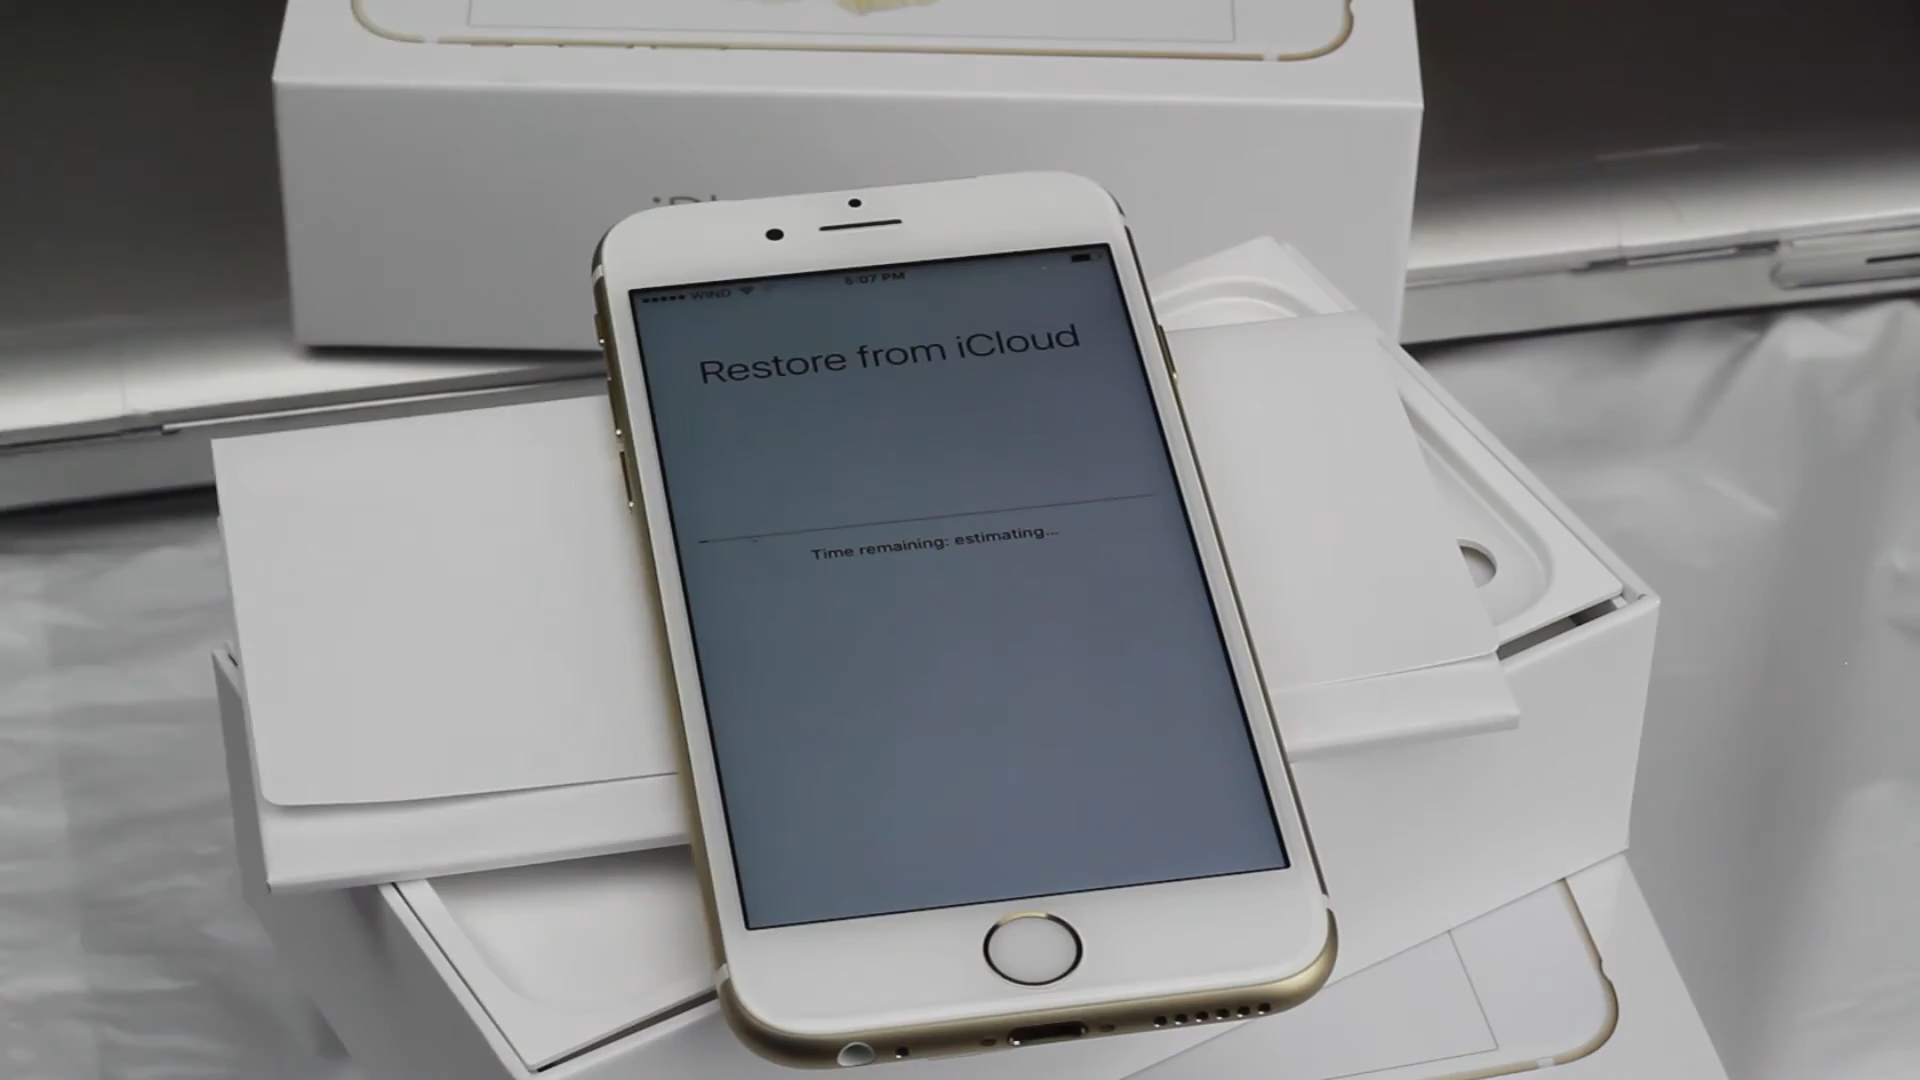 WIND 5:07 PM
Restore from iCloud
Time remaining: estimating...